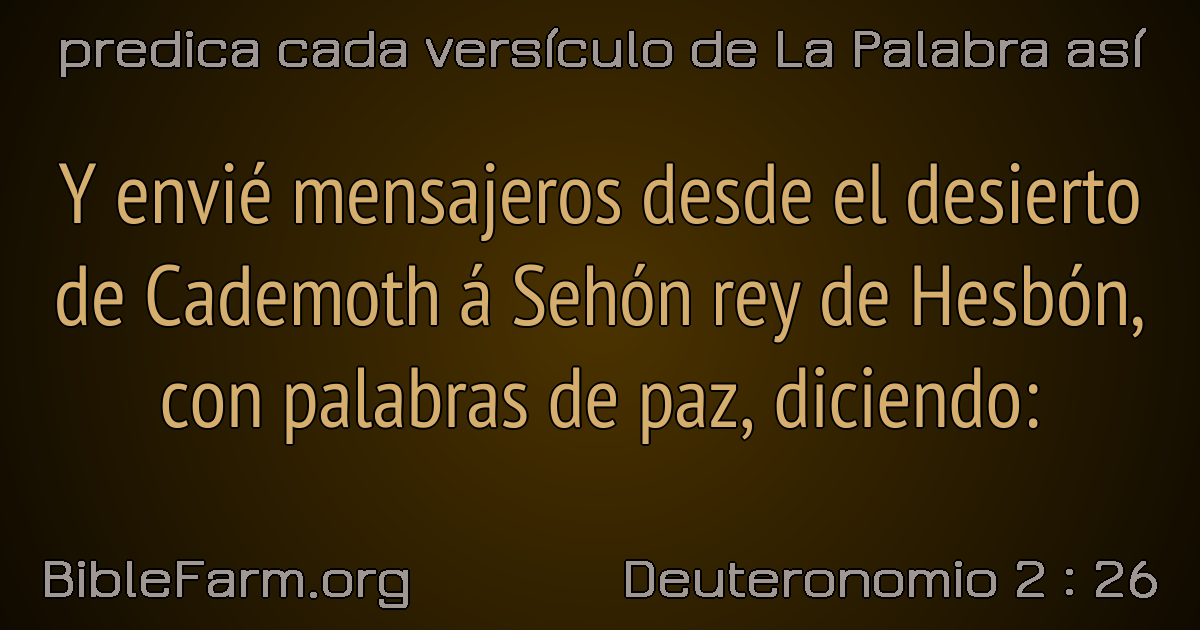 predica cada versículo de La Palabra así
Y envié mensajeros desde el desierto
de Cademoth á Sehón rey de Hesbón,
con palabras de paz, diciendo:
BibleFarm.org
Deuteronomio 2 : 26